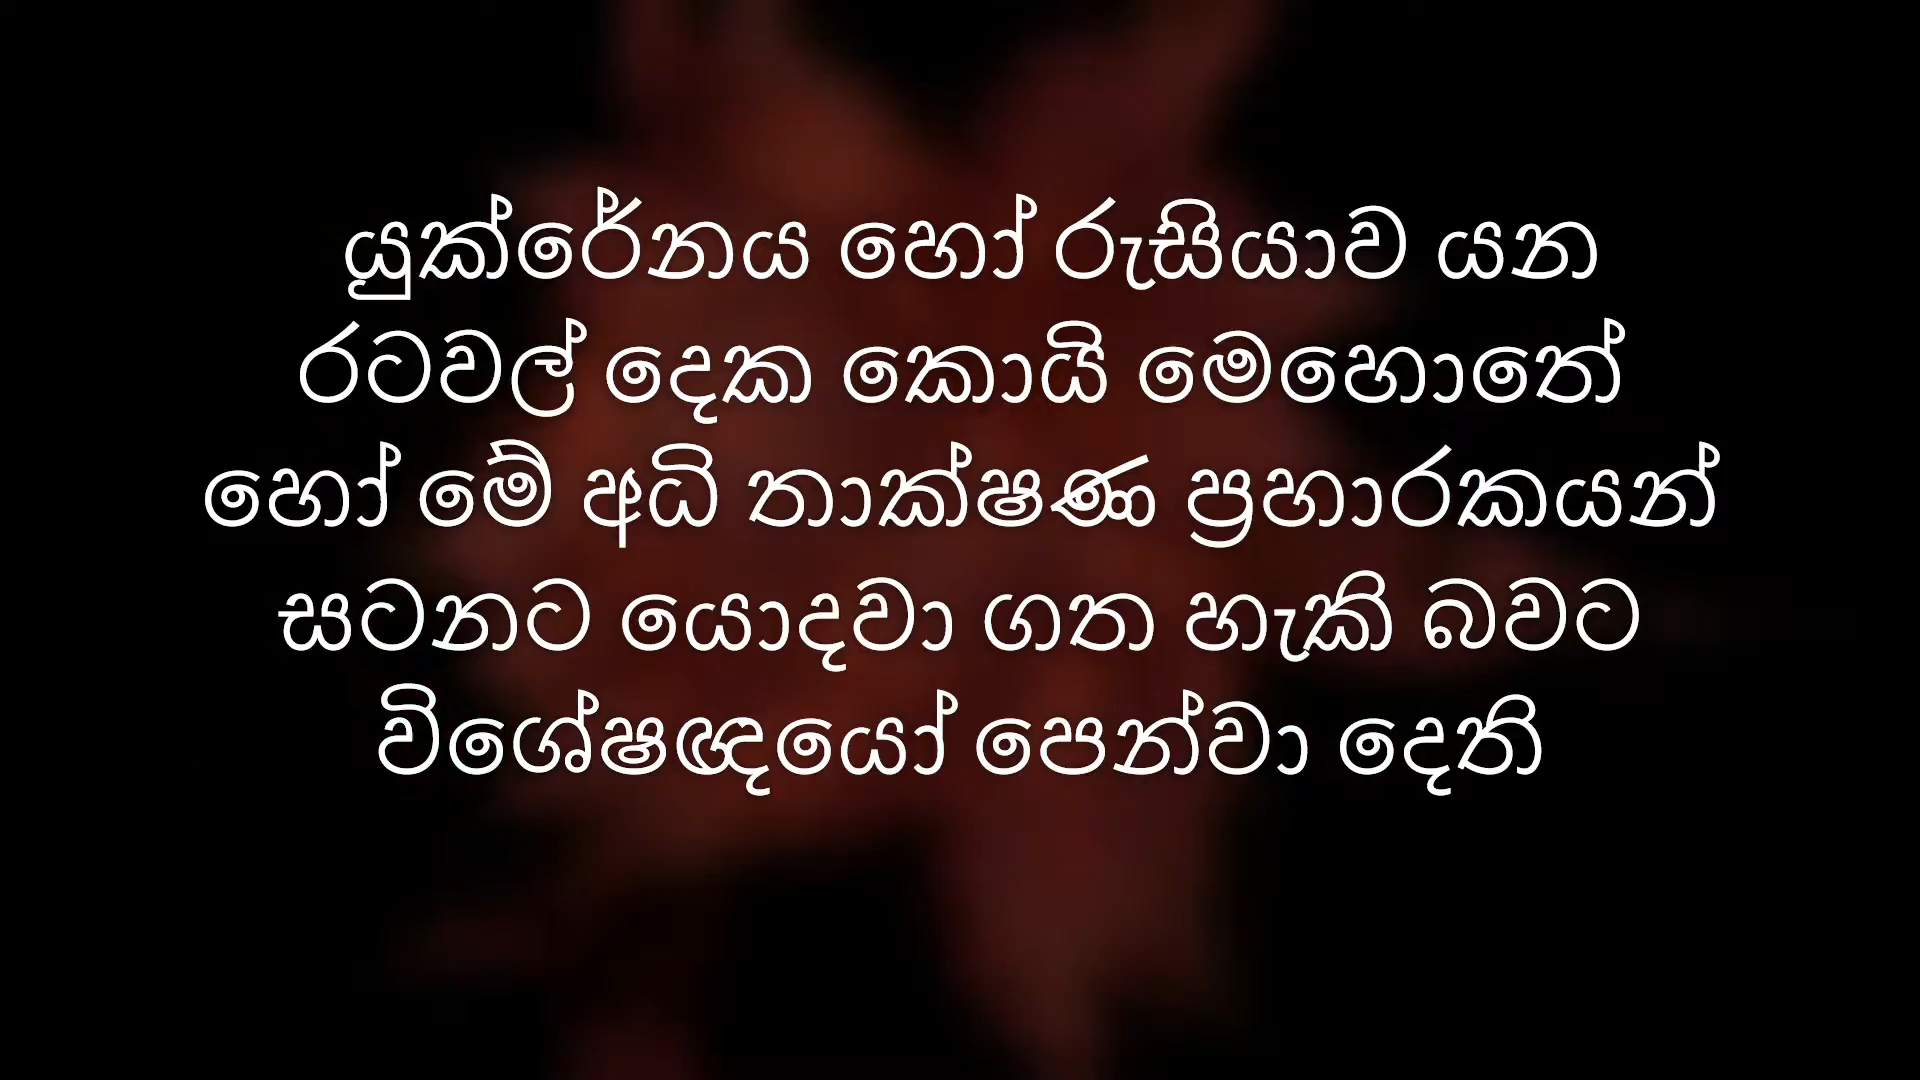 යුක්රේනය හෝ රුසියාව යන
රටවල් දෙක කොයි මෙහොතේ
හෝ මේ අධි තාක්ෂණ ප්‍රහාරකයන්
සටනට යොදවා ගත හැකි බවට
විශේෂඥයෝ පෙන්වා දෙති